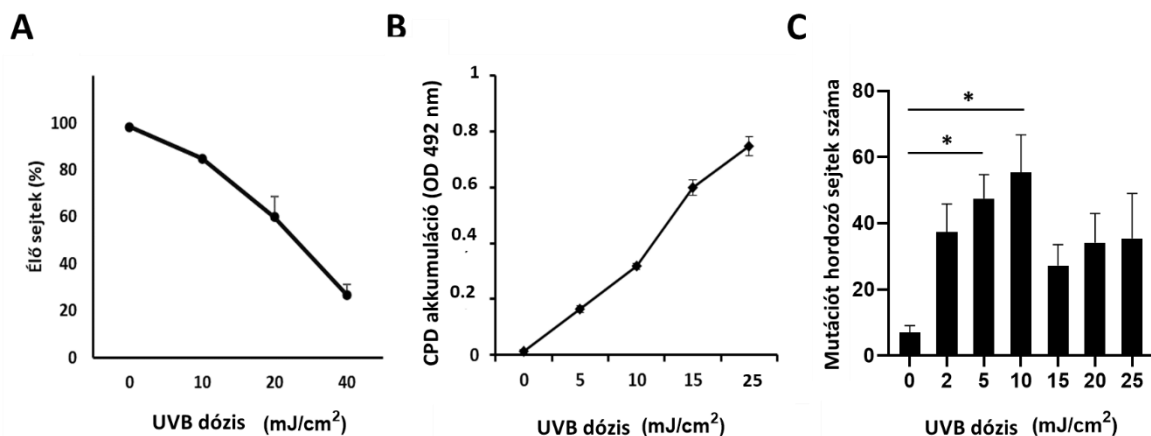 A
Élő sejtek (%)
100
80
60
40
20
0
0 10 20 40
UVB dózis (mJ/cm²)
B
CPD akkumuláció (OD 492 nm)
1
0.8
0.6
0.4
0.2
0
0 5 10 15 25
UVB dózis (mJ/cm²)
C
Mutációt hordozó sejtek száma
80
60
40
20
0
*
*
0 2 5 10 15 20 25
UVB dózis (mJ/cm²)